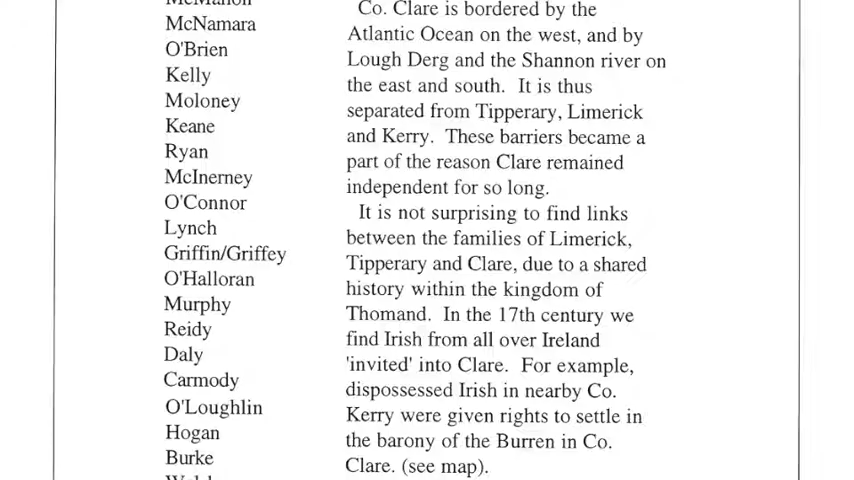 McNamara
O'Brien
Kelly
Moloney
Keane
Ryan
McInerney
O'Connor
Lynch
Griffin/Griffey
O'Halloran
Murphy
Reidy
Daly
Carmody
O'Loughlin
Hogan
Burke
Co. Clare is bordered by the
Atlantic Ocean on the west, and by
Lough Derg and the Shannon river on
the east and south. It is thus
separated from Tipperary, Limerick
and Kerry. These barriers became a
part of the reason Clare remained
independent for so long.
It is not surprising to find links
between the families of Limerick,
Tipperary and Clare, due to a shared
history within the kingdom of
Thomand. In the 17th century we
find Irish from all over Ireland
'invited' into Clare. For example,
dispossessed Irish in nearby Co.
Kerry were given rights to settle in
the barony of the Burren in Co.
Clare. (see map).